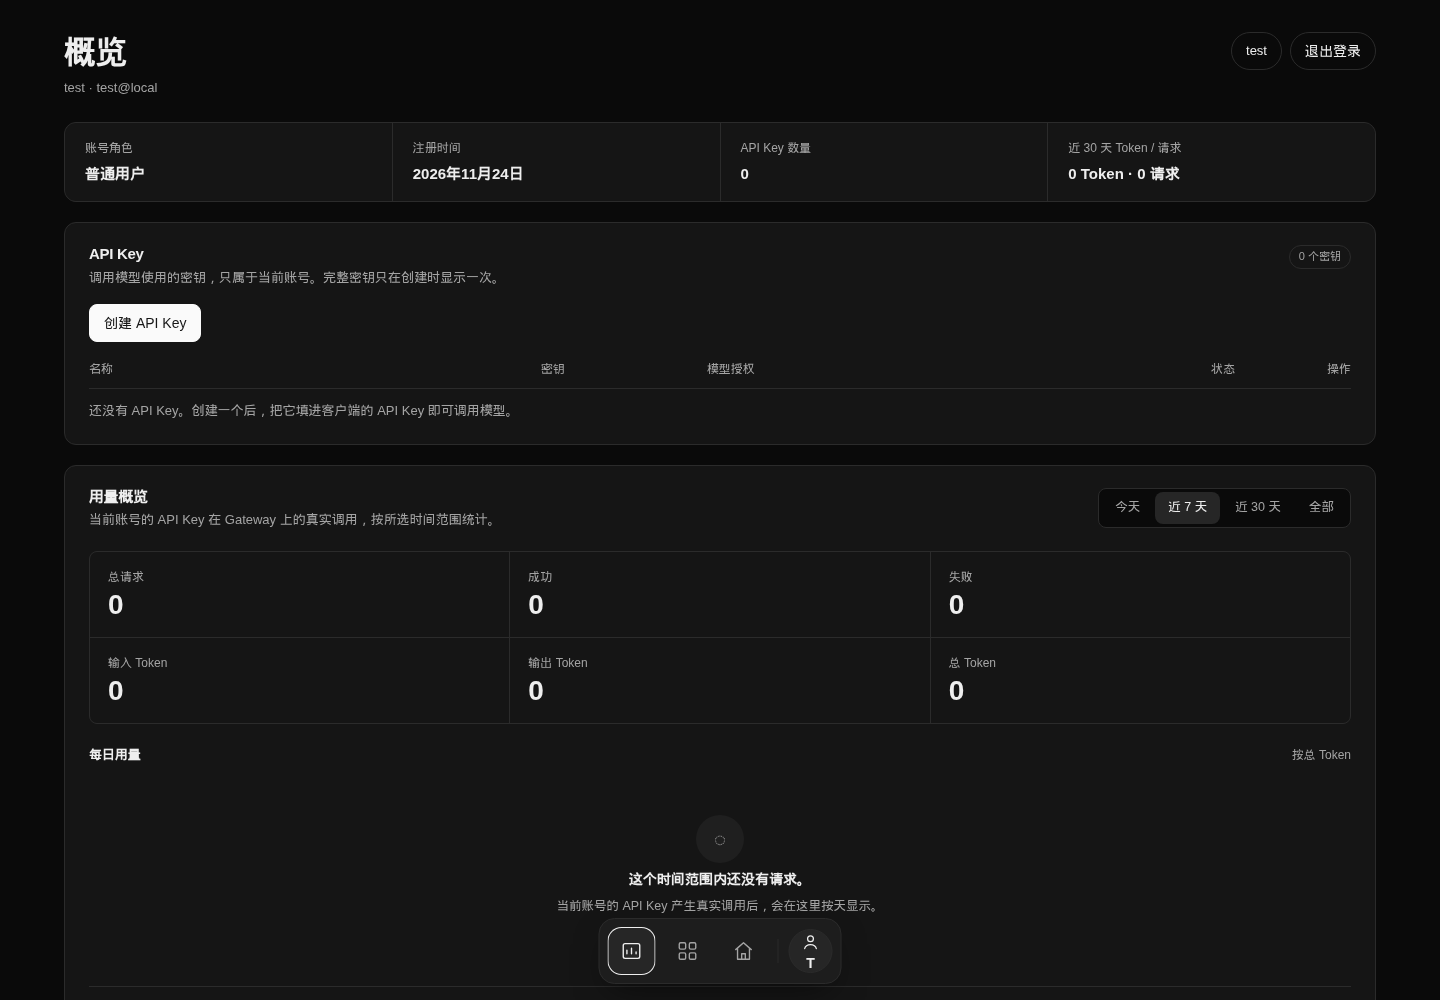 概览
test 退出登录
test · test@local
账号角色 注册时间 API Key 数量 近 30 天 Token / 请求
普通用户 2026年11月24日 0 0 Token · 0 请求
API Key 0 个密钥
调用模型使用的密钥，只属于当前账号。完整密钥只在创建时显示一次。
创建 API Key
名称 密钥 模型授权 状态 操作
还没有 API Key。创建一个后，把它填进客户端的 API Key 即可调用模型。
用量概览
当前账号的 API Key 在 Gateway 上的真实调用，按所选时间范围统计。
今天 近 7 天 近 30 天 全部
总请求 成功 失败
0 0 0
输入 Token 输出 Token 总 Token
0 0 0
每日用量 按总 Token
这个时间范围内还没有请求。
当前账号的 API Key 产生真实调用后，会在这里按天显示。
T